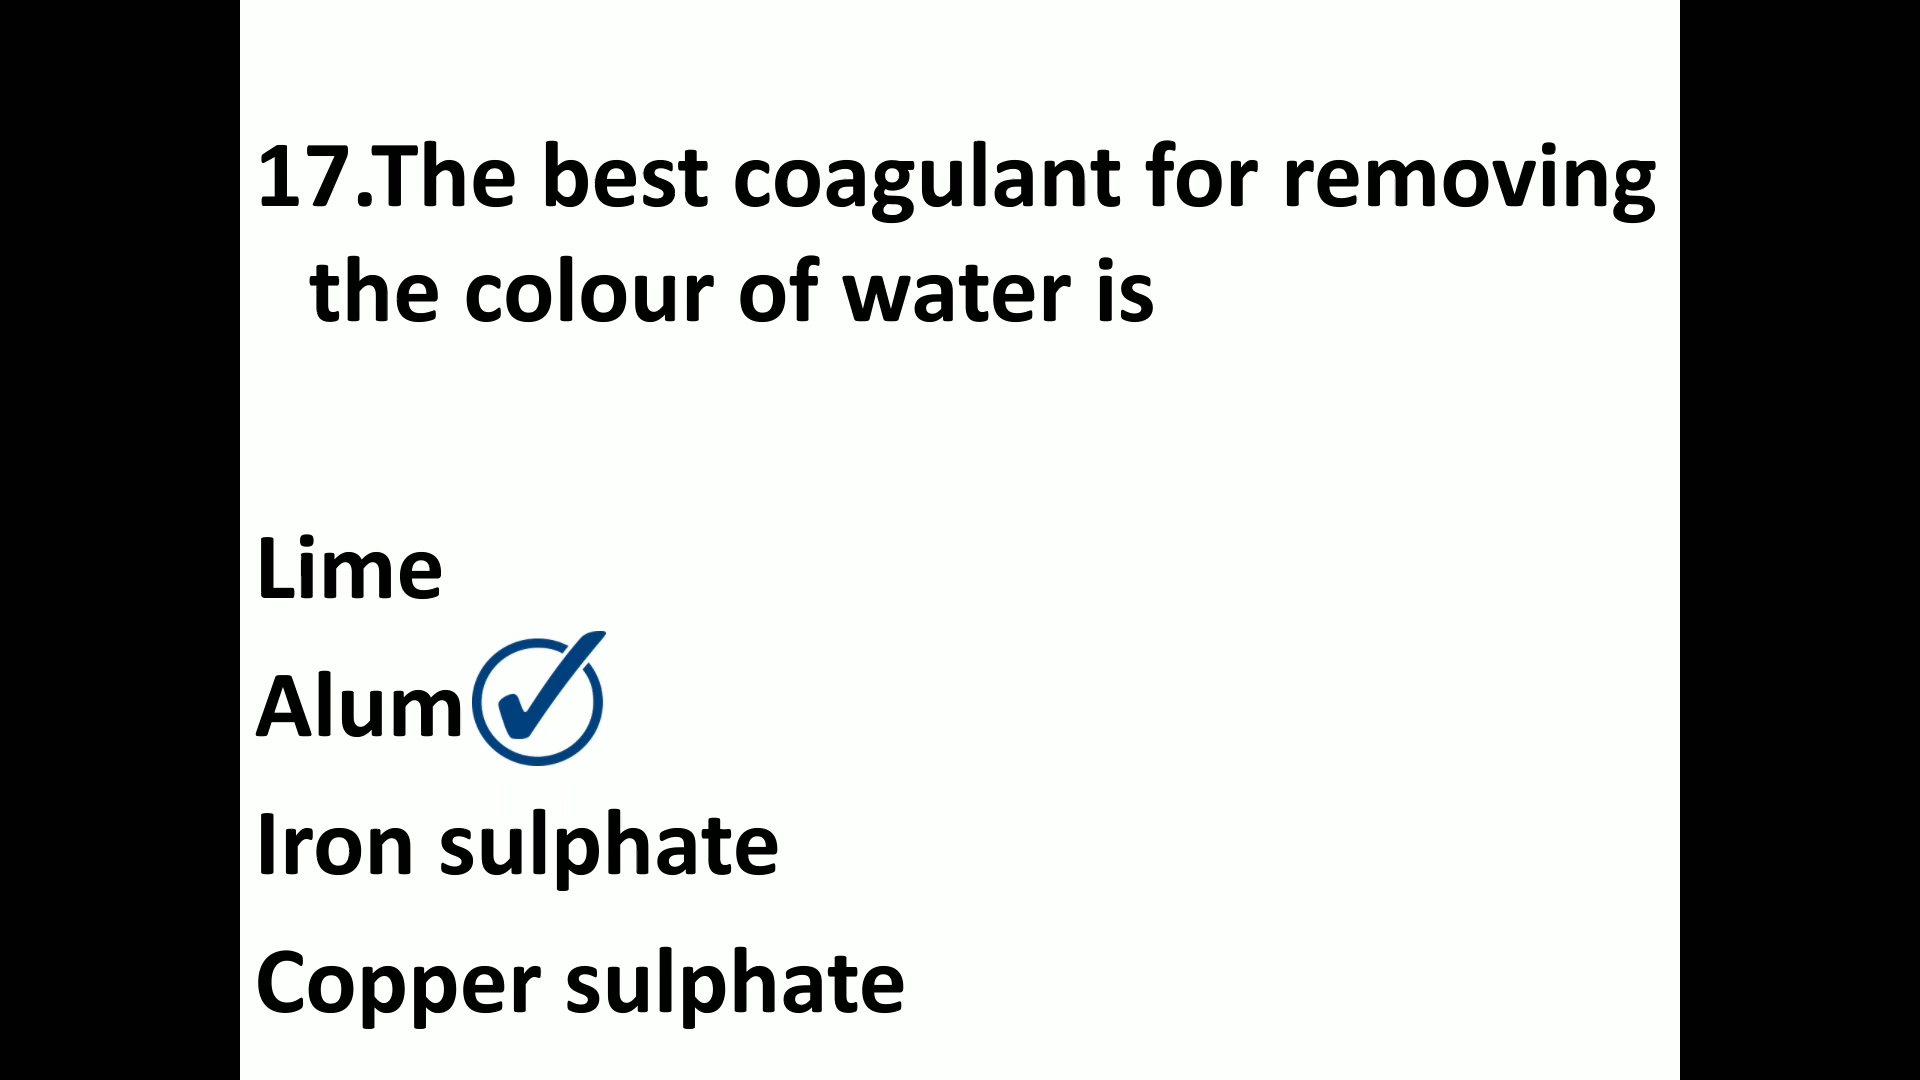 17.The best coagulant for removing
the colour of water is
Lime
Alum
Iron sulphate
Copper sulphate